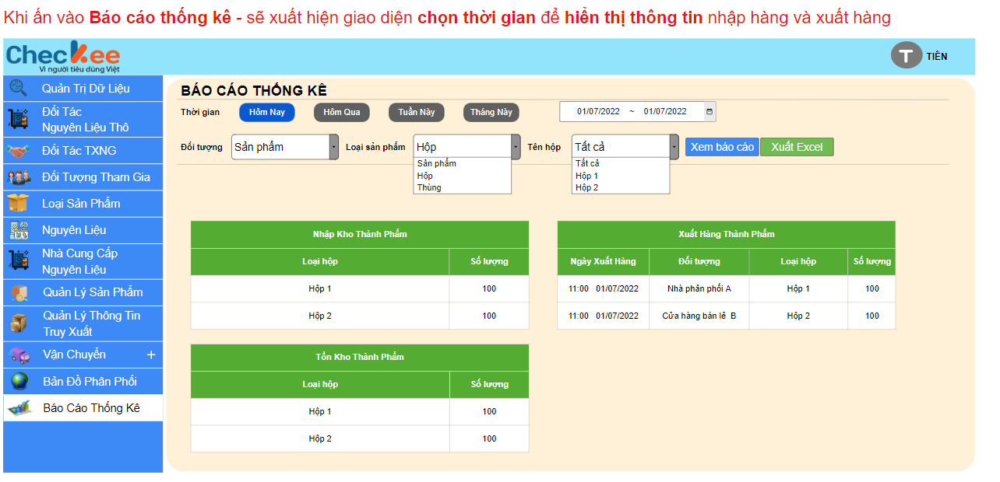 Khi ấn vào Báo cáo thống kê - sẽ xuất hiện giao diện chọn thời gian để hiển thị thông tin nhập hàng và xuất hàng
Checkee
Vì người tiêu dùng Việt
T TIÊN
Quản Trị Dữ Liệu
Đối Tác
Nguyên Liệu Thô
Đối Tác TXNG
Đối Tượng Tham Gia
Loại Sản Phẩm
Nguyên Liệu
Nhà Cung Cấp
Nguyên Liệu
Quản Lý Sản Phẩm
Quản Lý Thông Tin
Truy Xuất
Vận Chuyển +
Bản Đồ Phân Phối
Báo Cáo Thống Kê
BÁO CÁO THỐNG KÊ
Thời gian Hôm Nay Hôm Qua Tuần Này Tháng Này 01/07/2022 ~ 01/07/2022
Đối tượng Sản phẩm Loại sản phẩm Hộp Tên hộp Tất cả Xem báo cáo Xuất Excel
Sản phẩm
Hộp
Thùng
Tất cả
Hộp 1
Hộp 2
Nhập Kho Thành Phẩm
Loại hộp Số lượng
Hộp 1 100
Hộp 2 100
Xuất Hàng Thành Phẩm
Ngày Xuất Hàng Đối tượng Loại hộp Số lượng
11:00 01/07/2022 Nhà phân phối A Hộp 1 100
11:00 01/07/2022 Cửa hàng bán lẻ B Hộp 2 100
Tồn Kho Thành Phẩm
Loại hộp Số lượng
Hộp 1 100
Hộp 2 100